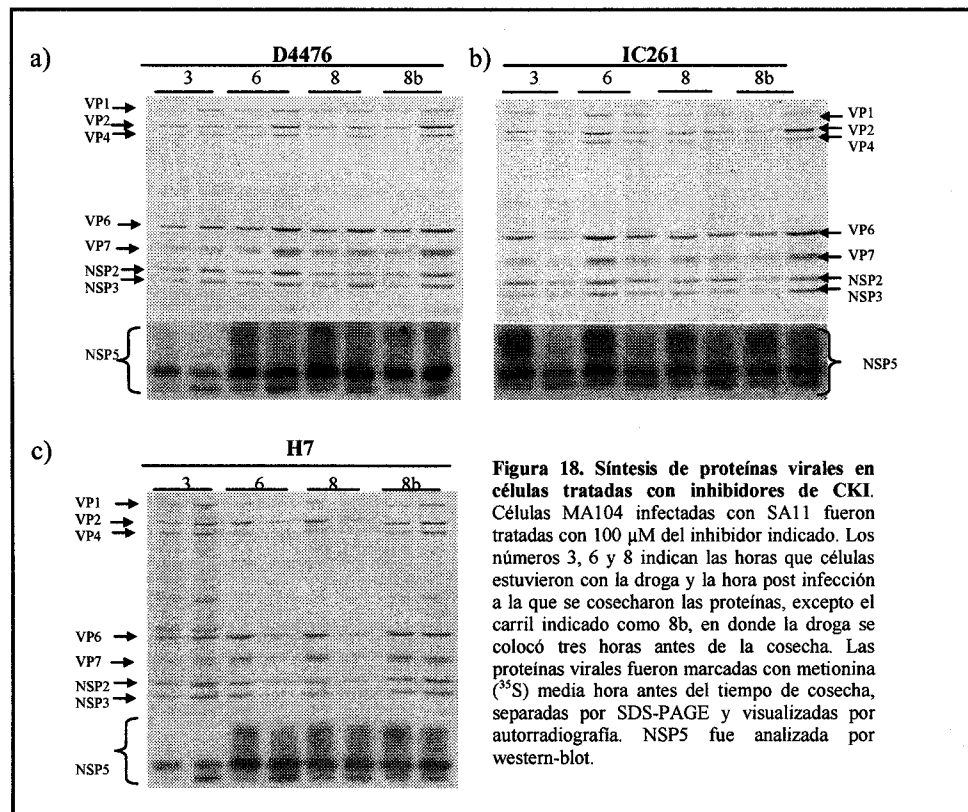 a)
D4476
3 6 8 8b
VP1
VP2
VP4
VP6
VP7
NSP2
NSP3
NSP5
b)
IC261
3 6 8 8b
VP1
VP2
VP4
VP6
VP7
NSP2
NSP3
NSP5
c)
H7
3 6 8 8b
VP1
VP2
VP4
VP6
VP7
NSP2
NSP3
NSP5
Figura 18. Síntesis de proteínas virales en
células tratadas con inhibidores de CKI.
Células MA104 infectadas con SA11 fueron
tratadas con 100 µM del inhibidor indicado. Los
números 3, 6 y 8 indican las horas que células
estuvieron con la droga y la hora post infección
a la que se cosecharon las proteínas, excepto el
carril indicado como 8b, en donde la droga se
colocó tres horas antes de la cosecha. Las
proteínas virales fueron marcadas con metionina
(³⁵S) media hora antes del tiempo de cosecha,
separadas por SDS-PAGE y visualizadas por
autorradiografía. NSP5 fue analizada por
western-blot.